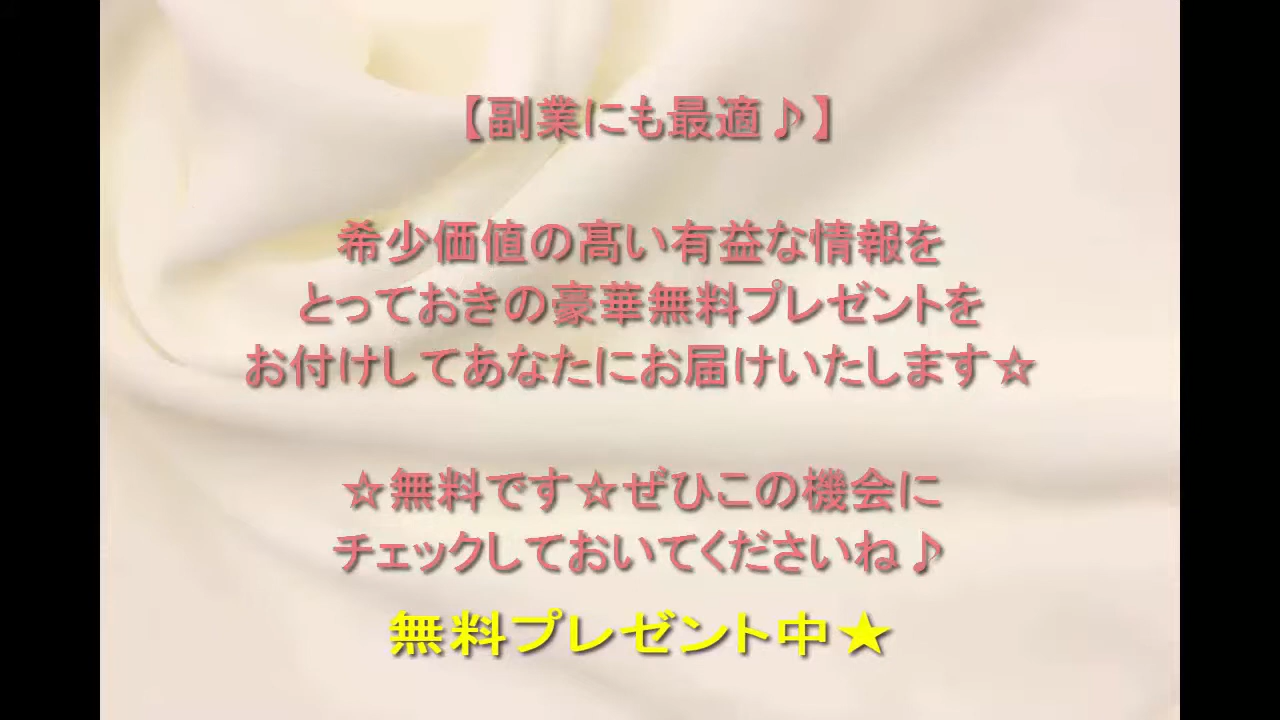 【副業にも最適♪】
希少価値の髙い有益な情報を
とっておきの豪華無料プレゼントを
お付けしてあなたにお届けいたします☆
☆無料です☆ぜひこの機会に
チェックしておいてくださいね♪
無料プレゼント中★